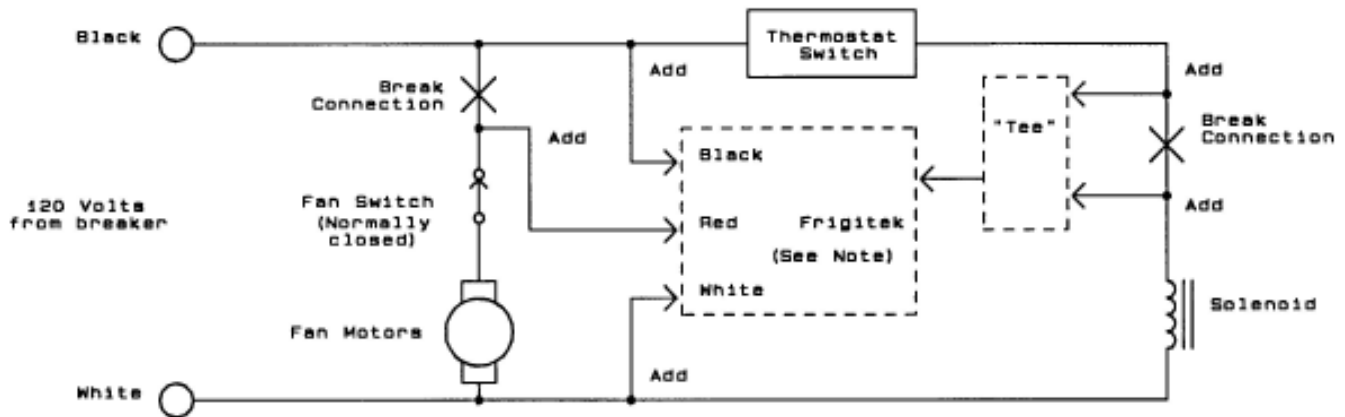 Black
Thermostat
Switch
Add
Add
Break
Connection
Add
"Tee"
Break
Connection
Black
120 Volts
from breaker
Fan Switch
(Normally
closed)
Red
Frigitek
(See Note)
Add
White
Solenoid
Fan Motors
Add
White